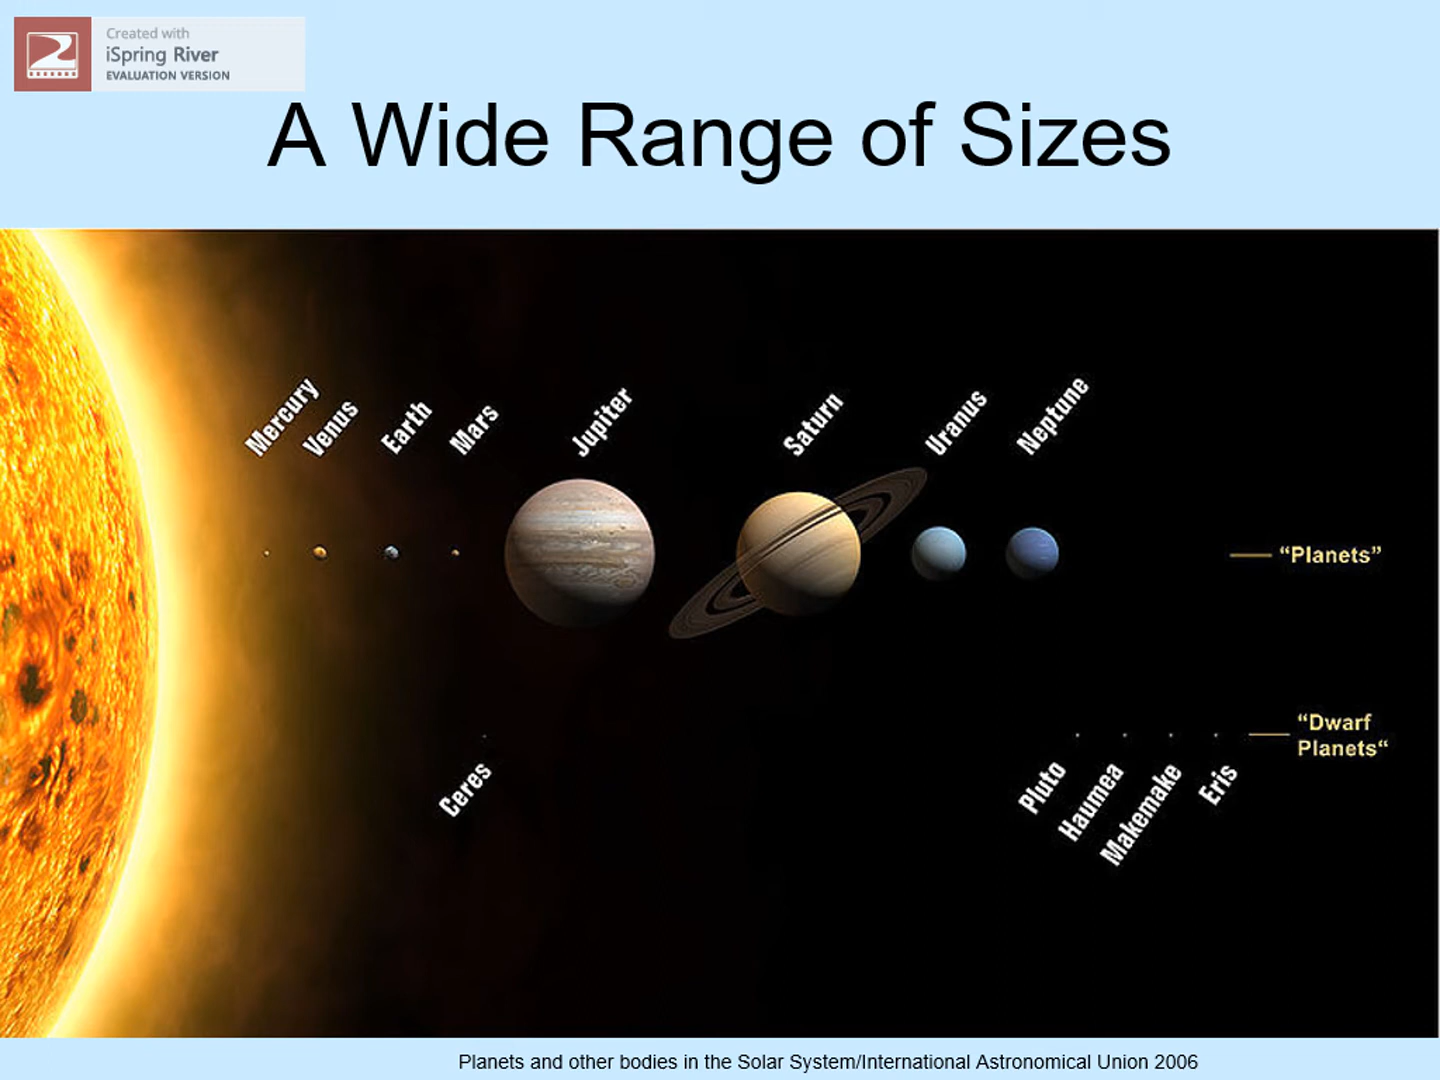 Created with
iSpring River
EVALUATION VERSION
A Wide Range of Sizes
Mercury
Venus
Earth
Mars
Jupiter
Saturn
Uranus
Neptune
“Planets”
“Dwarf
Planets“
Ceres
Pluto
Haumea
Makemake
Eris
Planets and other bodies in the Solar System/International Astronomical Union 2006